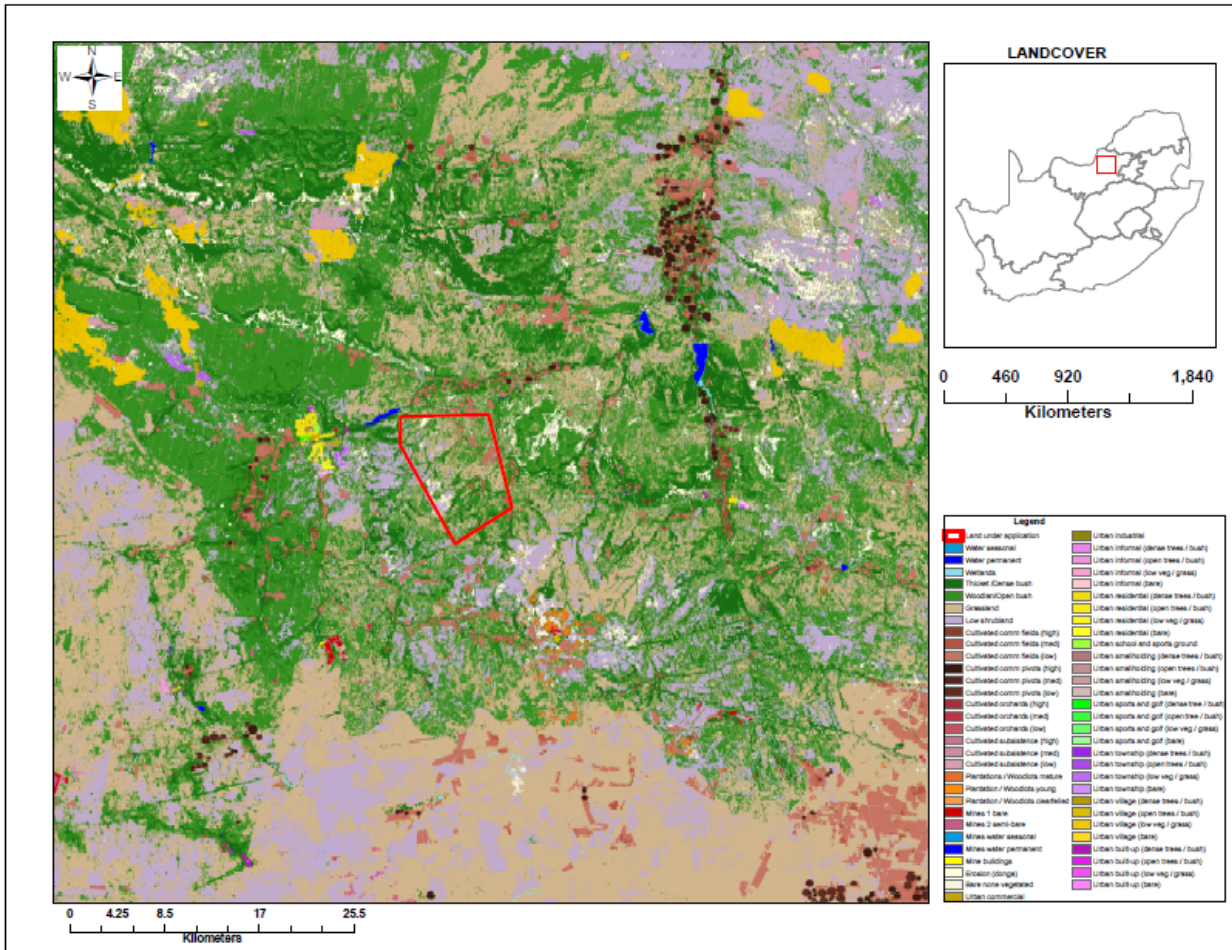 N
W E
S
LANDCOVER
0 460 920 1,840
Kilometers
Legend
Land under application
Water seasonal
Water permanent
Wetlands
Thicket /Dense bush
Woodlan/Open bush
Grassland
Low shrubland
Cultivated comm fields (high)
Cultivated comm fields (med)
Cultivated comm fields (low)
Cultivated comm pivots (high)
Cultivated comm pivots (med)
Cultivated comm pivots (low)
Cultivated orchards (high)
Cultivated orchards (med)
Cultivated orchards (low)
Cultivated subsistence (high)
Cultivated subsistence (med)
Cultivated subsistence (low)
Plantations / Woodlots mature
Plantation / Woodlots young
Plantation / Woodlots clearfelled
Mines 1 bare
Mines 2 semi-bare
Mines water seasonal
Mines water permanent
Mine buildings
Erosion (donga)
Bare none vegetated
Urban commercial
Urban industrial
Urban informal (dense trees / bush)
Urban informal (open trees / bush)
Urban informal (low veg / grass)
Urban informal (bare)
Urban residential (dense trees / bush)
Urban residential (open trees / bush)
Urban residential (low veg / grass)
Urban residential (bare)
Urban school and sports ground
Urban smallholding (dense trees / bush)
Urban smallholding (open trees / bush)
Urban smallholding (low veg / grass)
Urban smallholding (bare)
Urban sports and golf (dense tree / bush)
Urban sports and golf (open tree / bush)
Urban sports and golf (low veg / grass)
Urban sports and golf (bare)
Urban township (dense trees / bush)
Urban township (open trees / bush)
Urban township (low veg / grass)
Urban township (bare)
Urban village (dense trees / bush)
Urban village (open trees / bush)
Urban village (low veg / grass)
Urban village (bare)
Urban built-up (dense trees / bush)
Urban built-up (open trees / bush)
Urban built-up (low veg / grass)
Urban built-up (bare)
0 4.25 8.5 17 25.5
Kilometers